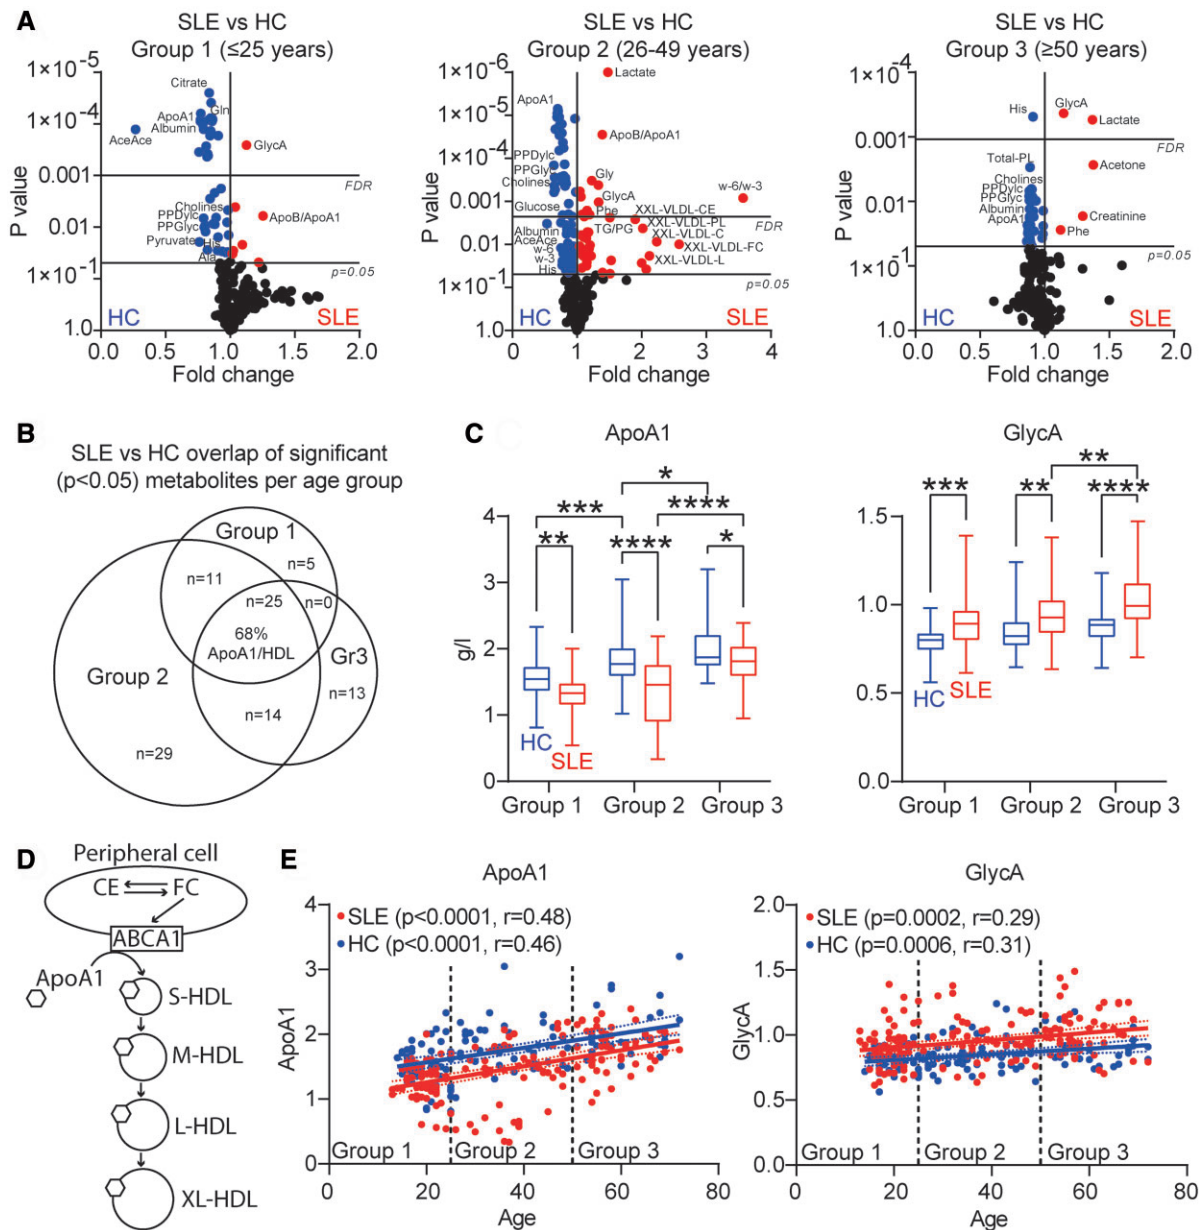 A
SLE vs HC
Group 1 (≤25 years)
1×10⁻⁵
1×10⁻⁴
0.001
0.01
1×10⁻¹
1.0
P value
Citrate
Gln
ApoA1
Albumin
AceAce
GlycA
FDR
Cholines
PPDylc
ApoB/ApoA1
PPGlyc
Pyruvate
His
Ala
p=0.05
HC
SLE
0.0 0.5 1.0 1.5 2.0
Fold change
SLE vs HC
Group 2 (26-49 years)
1×10⁻⁶
1×10⁻⁵
1×10⁻⁴
0.001
0.01
1×10⁻¹
1.0
P value
Lactate
ApoA1
ApoB/ApoA1
PPDylc
PPGlyc
Gly
Cholines
GlycA
w-6/w-3
Glucose
Phe
XXL-VLDL-CE
FDR
TG/PG
XXL-VLDL-PL
Albumin
XXL-VLDL-C
AceAce
XXL-VLDL-FC
w-6
w-3
XXL-VLDL-L
His
p=0.05
HC
SLE
0 1 2 3 4
Fold change
SLE vs HC
Group 3 (≥50 years)
1×10⁻⁴
0.001
0.01
1×10⁻¹
1.0
P value
GlycA
His
Lactate
FDR
Total-PL
Acetone
Cholines
PPDylc
PPGlyc
Albumin
Creatinine
ApoA1
Phe
p=0.05
HC
SLE
0.0 0.5 1.0 1.5 2.0
Fold change
B
SLE vs HC overlap of significant
(p<0.05) metabolites per age group
Group 1
n=11
n=5
n=25
n=0
68%
ApoA1/HDL
Gr3
Group 2
n=13
n=14
n=29
C
ApoA1
*
***
****
**
****
*
4
3
2
1
0
g/l
HC
SLE
Group 1 Group 2 Group 3
GlycA
**
***
**
****
1.5
1.0
0.5
0.0
HC
SLE
Group 1 Group 2 Group 3
D
Peripheral cell
CE FC
ABCA1
ApoA1
S-HDL
M-HDL
L-HDL
XL-HDL
E
ApoA1
SLE (p<0.0001, r=0.48)
HC (p<0.0001, r=0.46)
4
3
2
1
0
ApoA1
Group 1 Group 2 Group 3
0 20 40 60 80
Age
GlycA
SLE (p=0.0002, r=0.29)
HC (p=0.0006, r=0.31)
2.0
1.5
1.0
0.5
0.0
GlycA
Group 1 Group 2 Group 3
0 20 40 60 80
Age